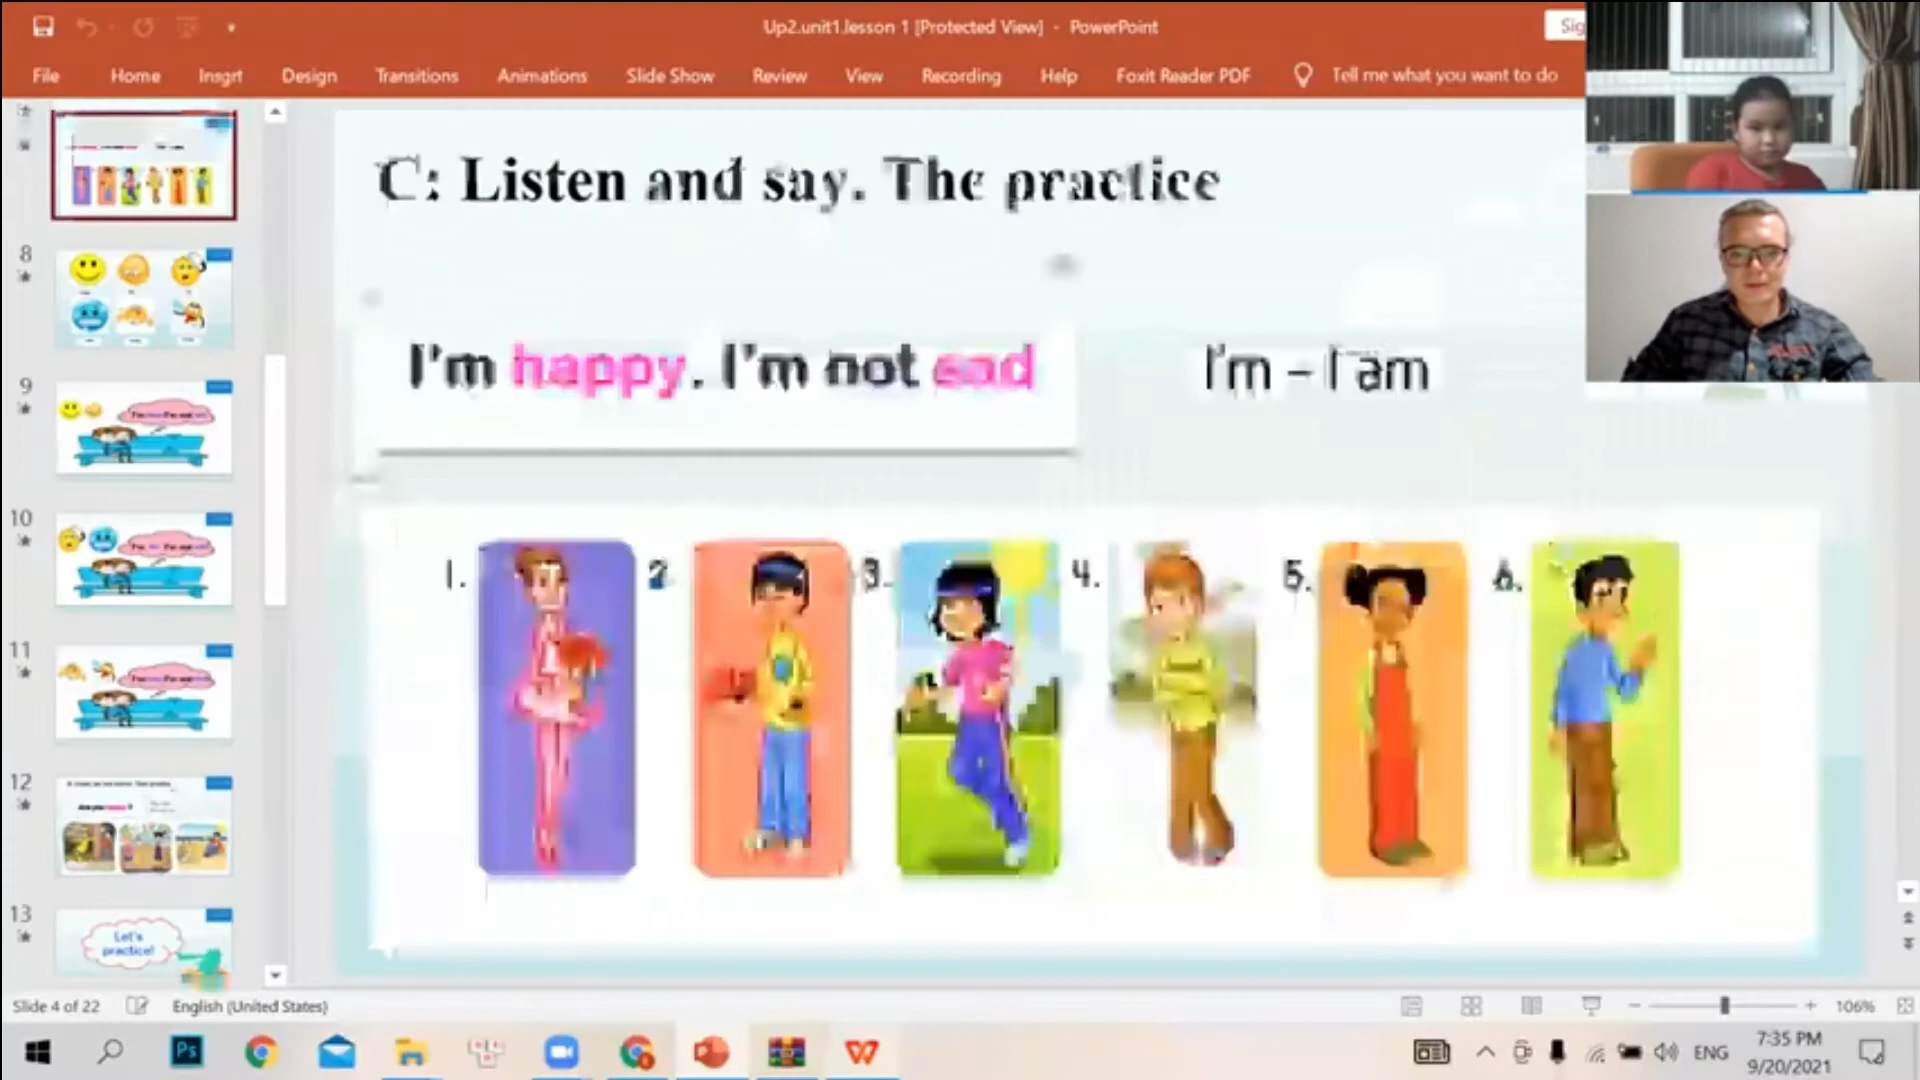 Up2.unit1.lesson 1 [Protected View] - PowerPoint
Sig
File Home Insgrt Design Transitions Animations Slide Show Review View Recording Help Foxit Reader PDF Tell me what you want to do
C: Listen and say. The practice
I'm happy. I'm not sad
I'm – I am
1. 2. 3. 4. 5. 6.
8
9
10
11
12
13
Let's
practice!
Slide 4 of 22 English (United States) 106%
Ps
ENG
7:35 PM
9/20/2021